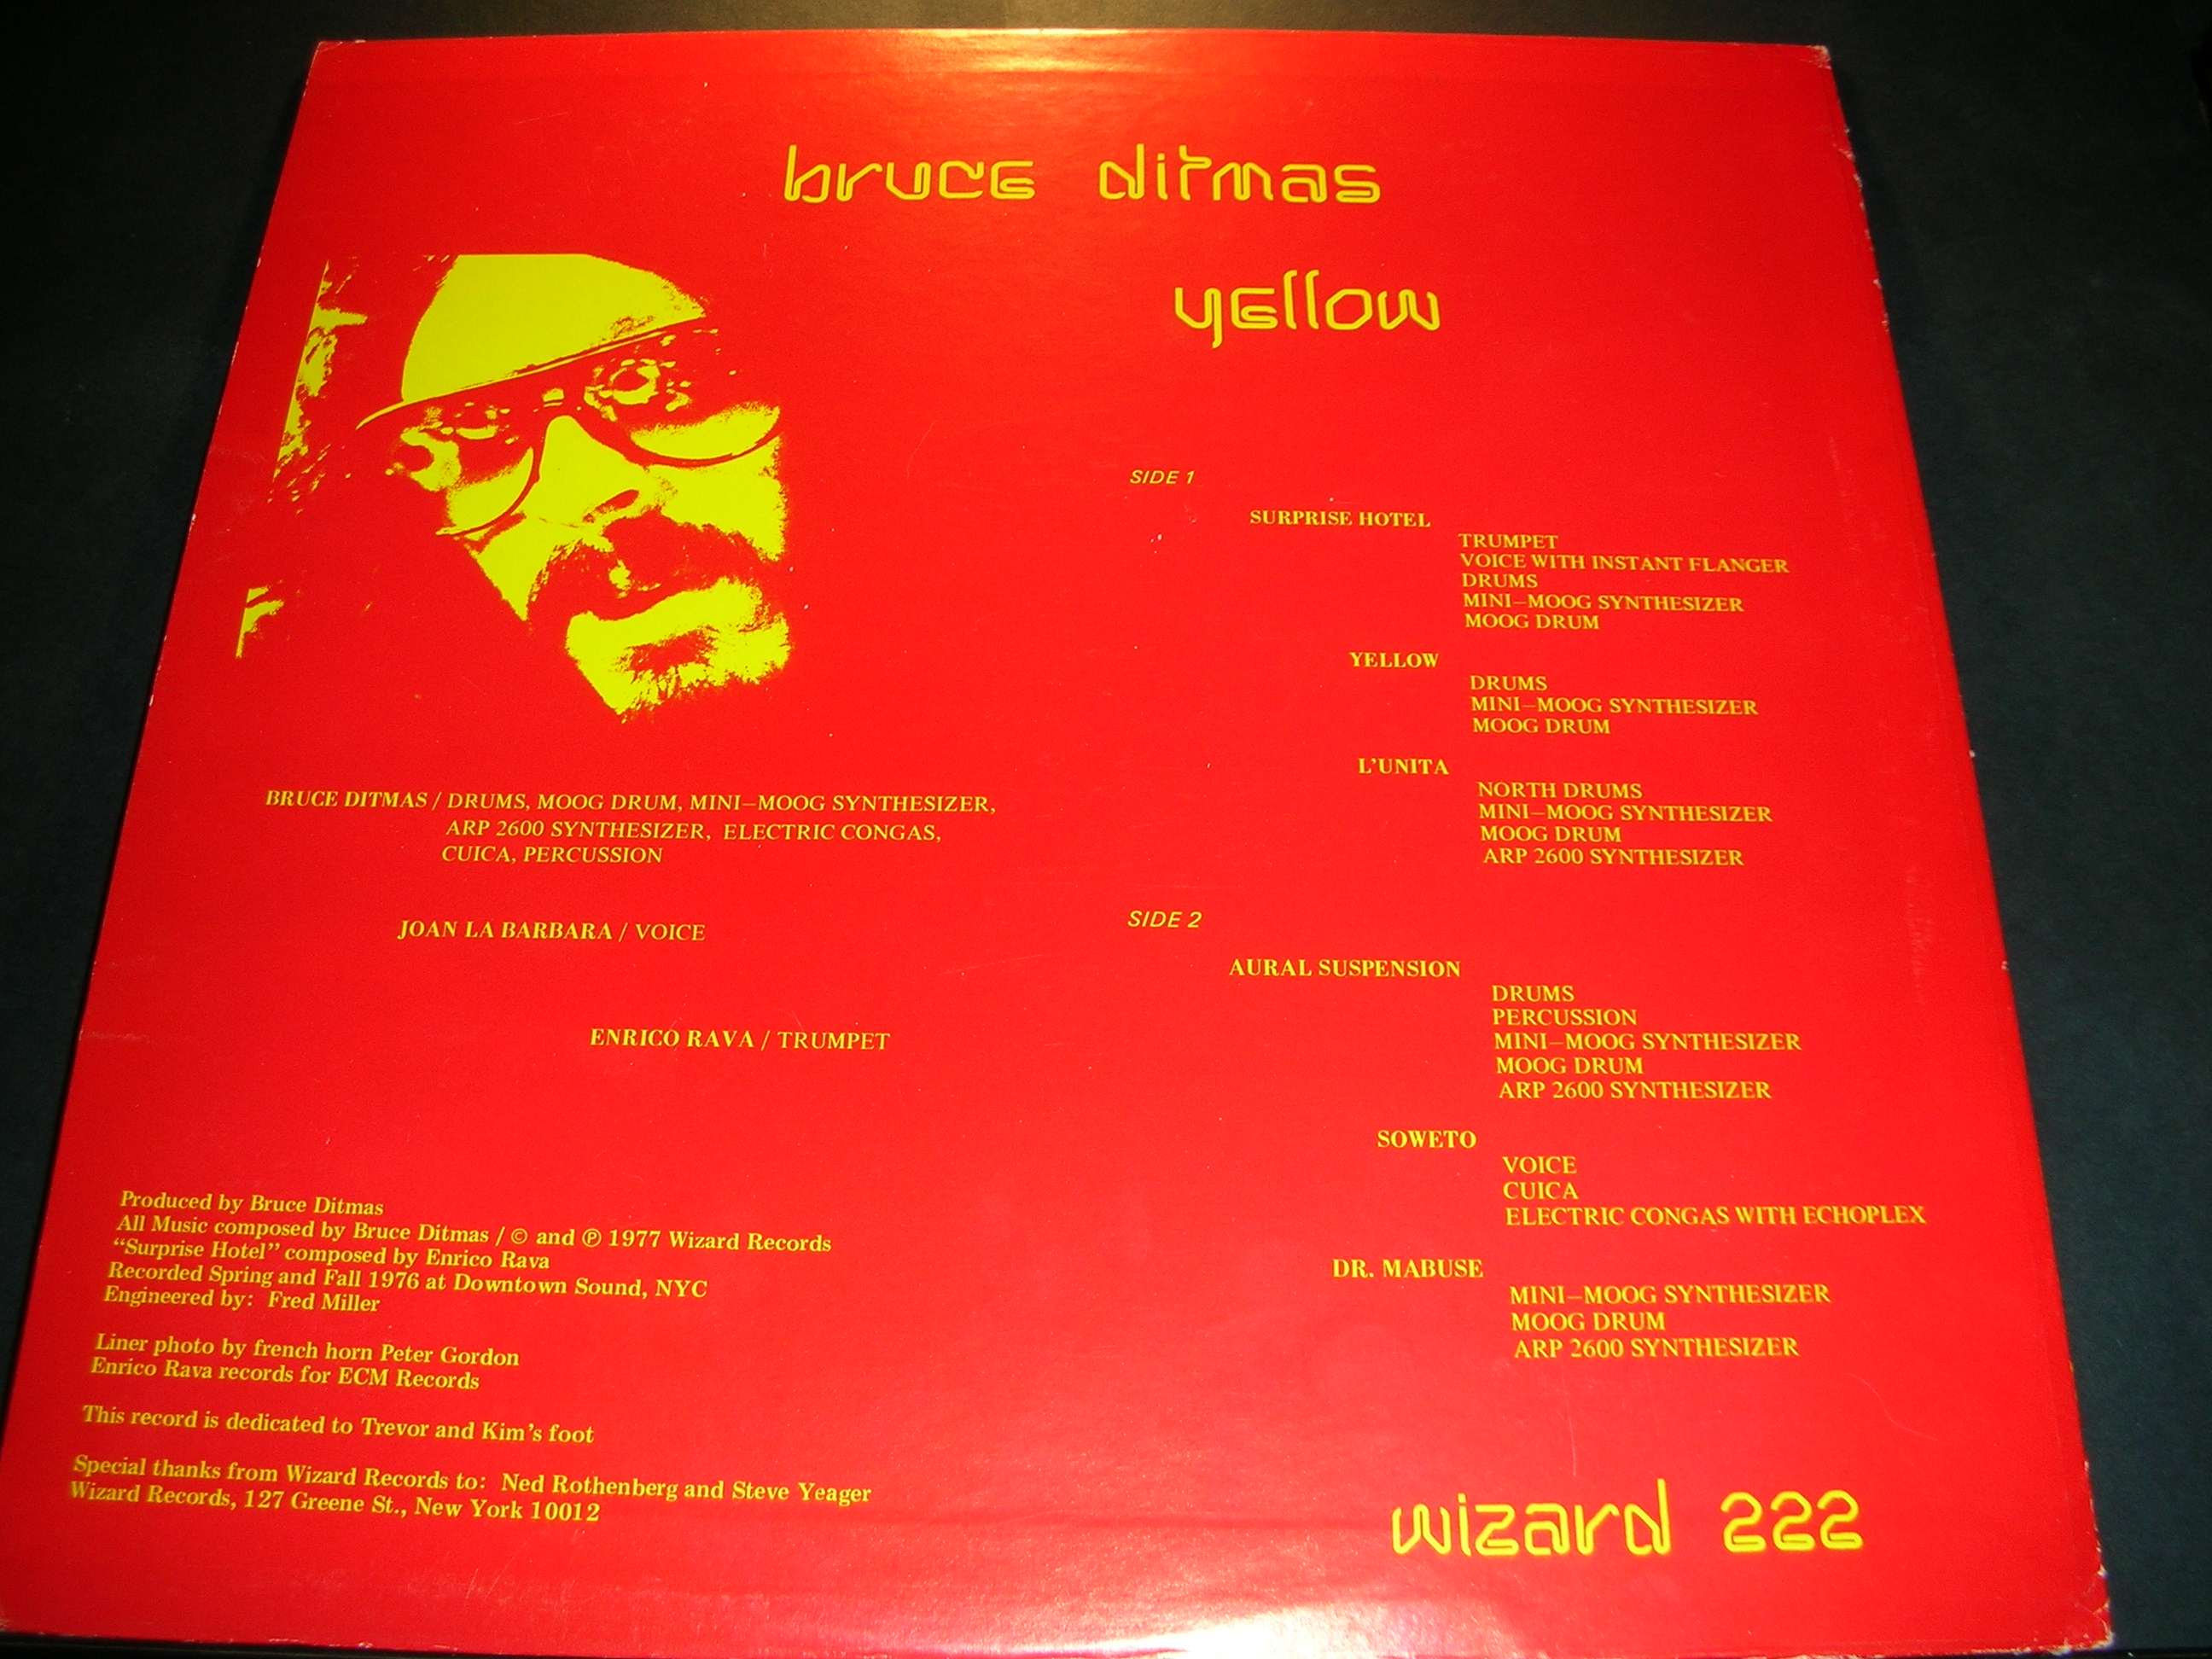 bruce ditmas
yellow
SIDE 1
SURPRISE HOTEL
TRUMPET
VOICE WITH INSTANT FLANGER
DRUMS
MINI—MOOG SYNTHESIZER
MOOG DRUM
YELLOW
DRUMS
MINI—MOOG SYNTHESIZER
MOOG DRUM
L'UNITA
NORTH DRUMS
MINI—MOOG SYNTHESIZER
MOOG DRUM
ARP 2600 SYNTHESIZER
SIDE 2
AURAL SUSPENSION
DRUMS
PERCUSSION
MINI—MOOG SYNTHESIZER
MOOG DRUM
ARP 2600 SYNTHESIZER
SOWETO
VOICE
CUICA
ELECTRIC CONGAS WITH ECHOPLEX
DR. MABUSE
MINI—MOOG SYNTHESIZER
MOOG DRUM
ARP 2600 SYNTHESIZER
BRUCE DITMAS / DRUMS, MOOG DRUM, MINI—MOOG SYNTHESIZER,
ARP 2600 SYNTHESIZER, ELECTRIC CONGAS,
CUICA, PERCUSSION
JOAN LA BARBARA / VOICE
ENRICO RAVA / TRUMPET
Produced by Bruce Ditmas
All Music composed by Bruce Ditmas / © and ℗ 1977 Wizard Records
“Surprise Hotel” composed by Enrico Rava
Recorded Spring and Fall 1976 at Downtown Sound, NYC
Engineered by: Fred Miller
Liner photo by french horn Peter Gordon
Enrico Rava records for ECM Records
This record is dedicated to Trevor and Kim's foot
Special thanks from Wizard Records to: Ned Rothenberg and Steve Yeager
Wizard Records, 127 Greene St., New York 10012
wizard 222